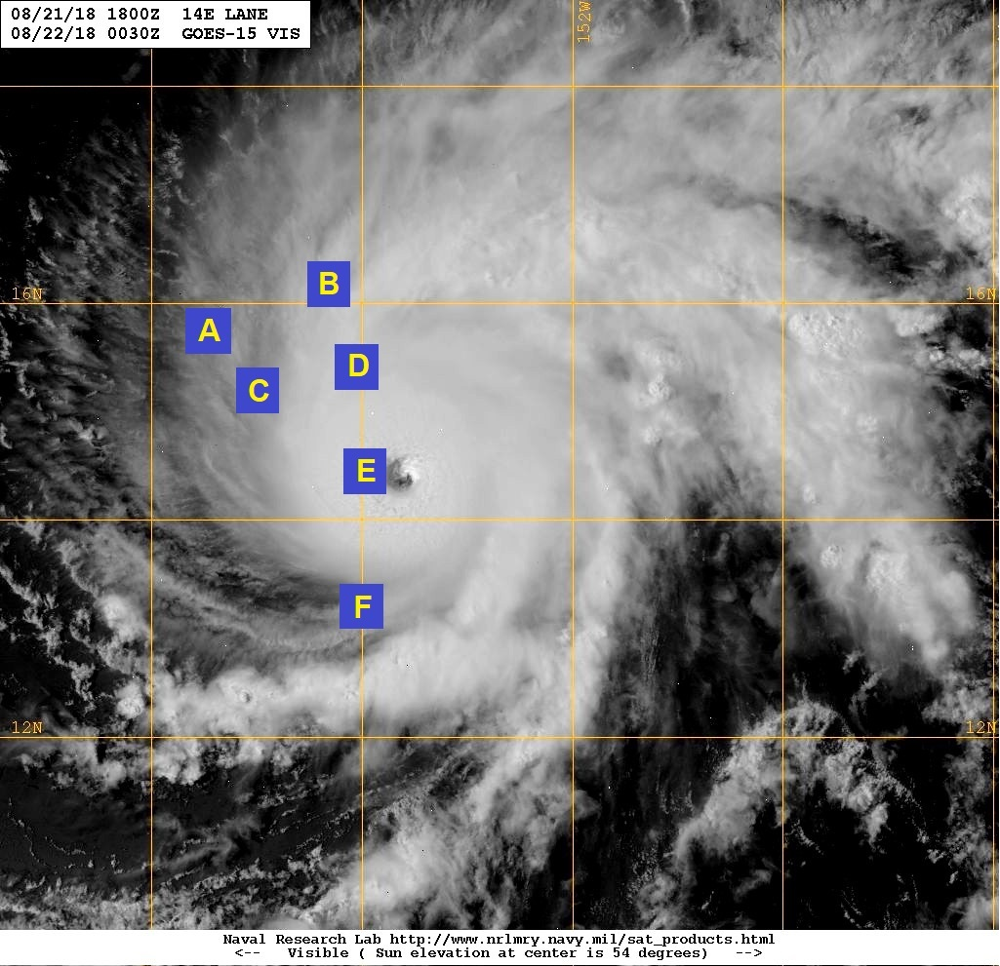 08/21/18 1800Z 14E LANE
08/22/18 0030Z GOES-15 VIS
152W
16N 16N
A
B
C
D
E
F
12N 12N
Naval Research Lab http://www.nrlmry.navy.mil/sat_products.html
<-- Visible ( Sun elevation at center is 54 degrees) -->